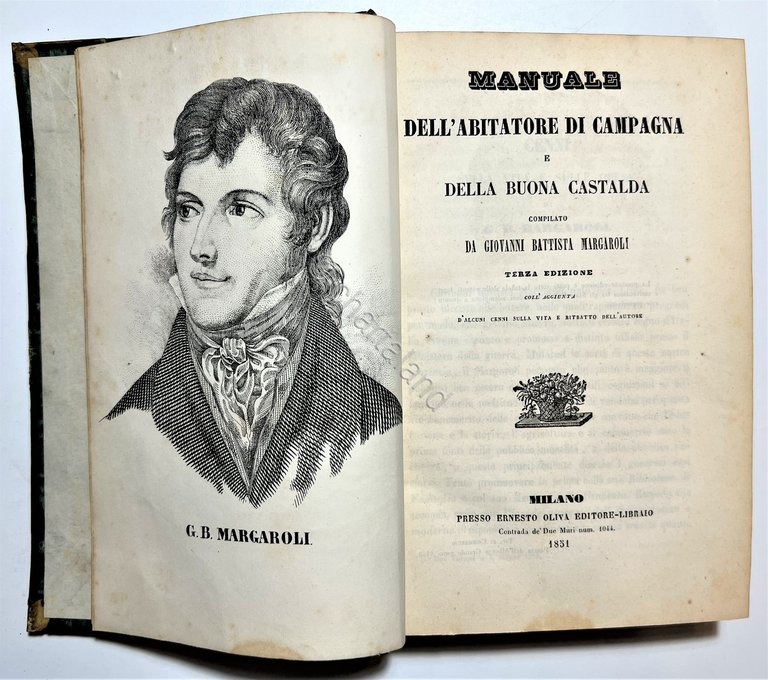 G. B. MARGAROLI.
MANUALE
DELL'ABITATORE DI CAMPAGNA
E
DELLA BUONA CASTALDA
COMPILATO
DA GIOVANNI BATTISTA MARGAROLI
TERZA EDIZIONE
COLL'AGGIUNTA
D'ALCUNI CENNI SULLA VITA E RITRATTO DELL'AUTORE
MILANO
PRESSO ERNESTO OLIVA EDITORE-LIBRAIO
Contrada de' Due Muri num. 1044.
1851